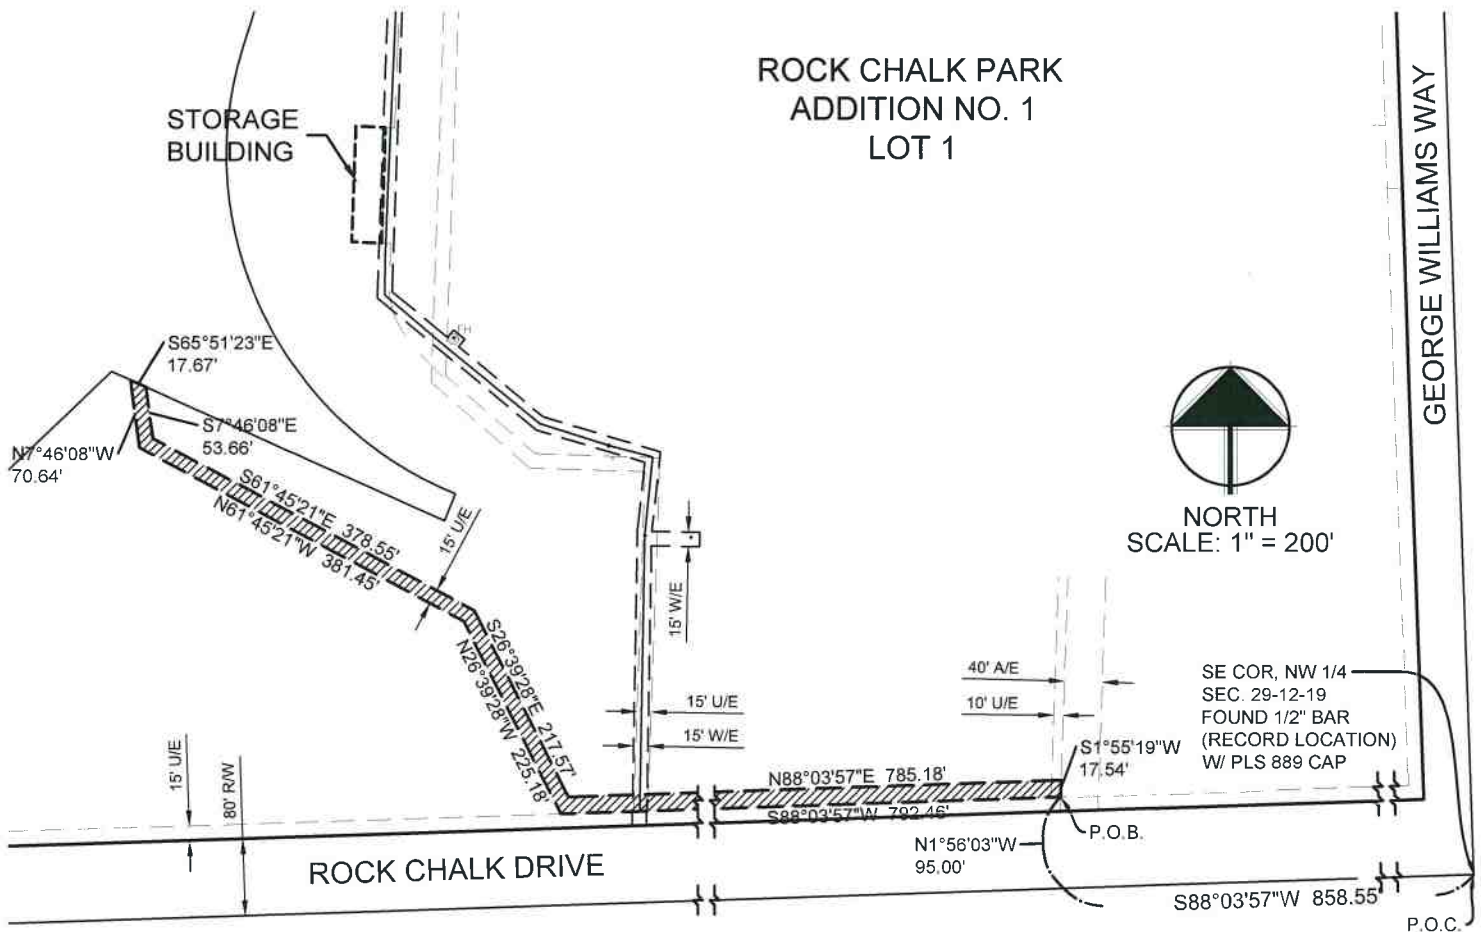 ROCK CHALK PARK
ADDITION NO. 1
LOT 1
GEORGE WILLIAMS WAY
STORAGE
BUILDING
FH
S65°51'23"E
17.67'
S7°46'08"E
53.66'
N7°46'08"W
70.64'
S61°45'21"E 378.55'
N61°45'21"W 381.45'
15' U/E
NORTH
SCALE: 1" = 200'
15' W/E
S26°39'28"E 217.57'
N26°39'28"W 225.18'
40' A/E
10' U/E
15' U/E
15' W/E
SE COR, NW 1/4
SEC. 29-12-19
FOUND 1/2" BAR
(RECORD LOCATION)
W/ PLS 889 CAP
S1°55'19"W
17.54'
N88°03'57"E 785.18'
S88°03'57"W 792.46'
15' U/E
80' R/W
P.O.B.
N1°56'03"W
95.00'
ROCK CHALK DRIVE
S88°03'57"W 858.55'
P.O.C.